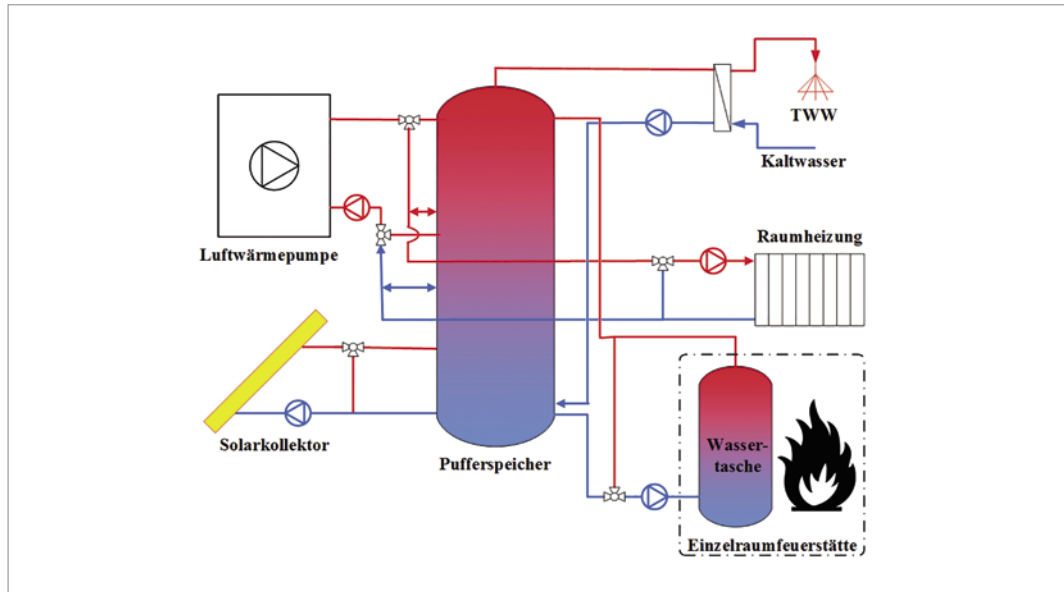 TWW
Kaltwasser
Luftwärmepumpe
Raumheizung
Solarkollektor
Pufferspeicher
Wasser-
tasche
Einzelraumfeuerstätte